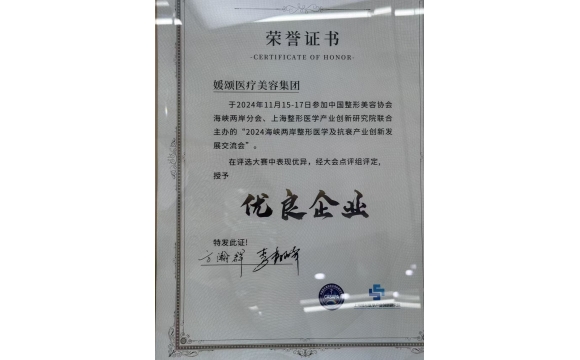 荣誉证书
·CERTIFICATE OF HONOR·
媛颂医疗美容集团
于2024年11月15-17日参加中国整形美容协会
海峡两岸分会、上海整形医学产业创新研究院联合
主办的“2024海峡两岸整形医学及抗衰产业创新发
展交流会”。
在评选大赛中表现优异，经大会点评组评定，
授予
优良企业
特发此证!